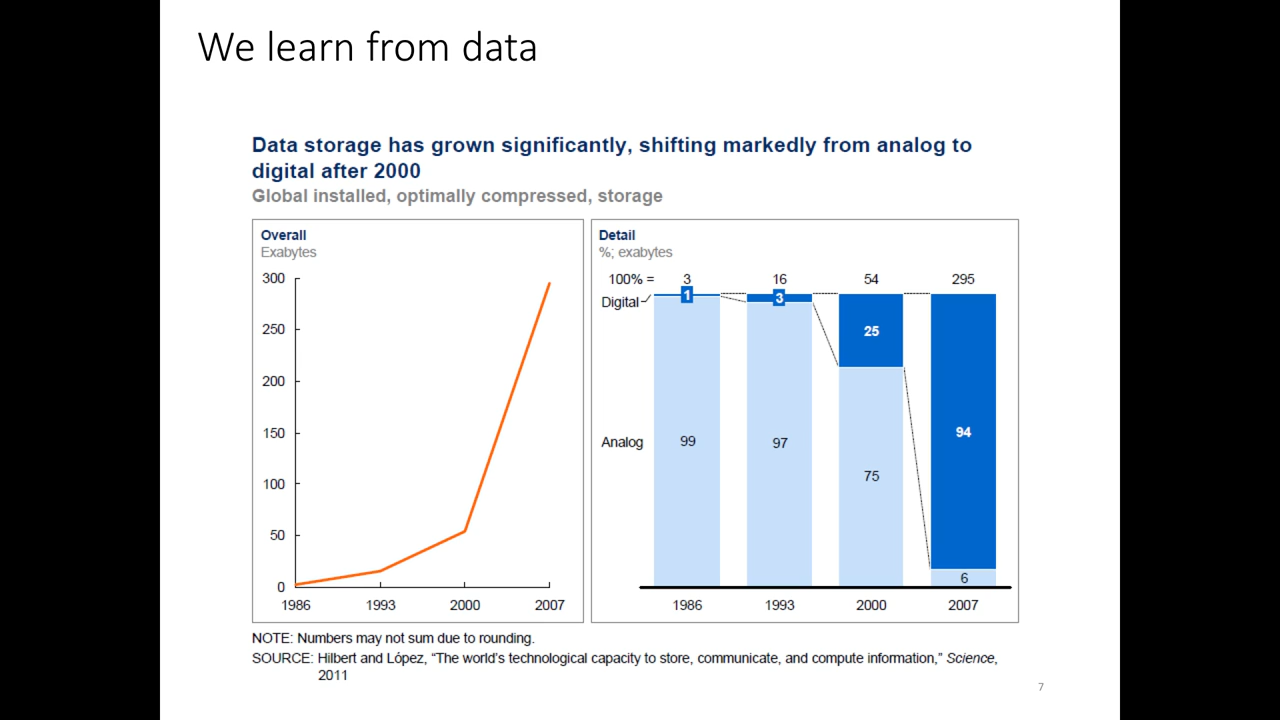 We learn from data
Data storage has grown significantly, shifting markedly from analog to
digital after 2000
Global installed, optimally compressed, storage
Overall
Exabytes
300
250
200
150
100
50
0
1986 1993 2000 2007
Detail
%; exabytes
100% = 3 16 54 295
Digital 1 3 25 94
Analog 99 97 75 6
1986 1993 2000 2007
NOTE: Numbers may not sum due to rounding.
SOURCE: Hilbert and López, “The world’s technological capacity to store, communicate, and compute information,” Science,
2011
7